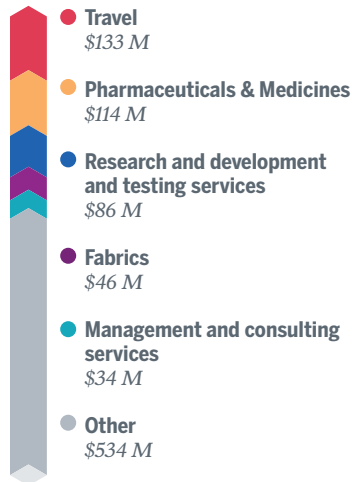 Travel
$133 M
Pharmaceuticals & Medicines
$114 M
Research and development
and testing services
$86 M
Fabrics
$46 M
Management and consulting
services
$34 M
Other
$534 M